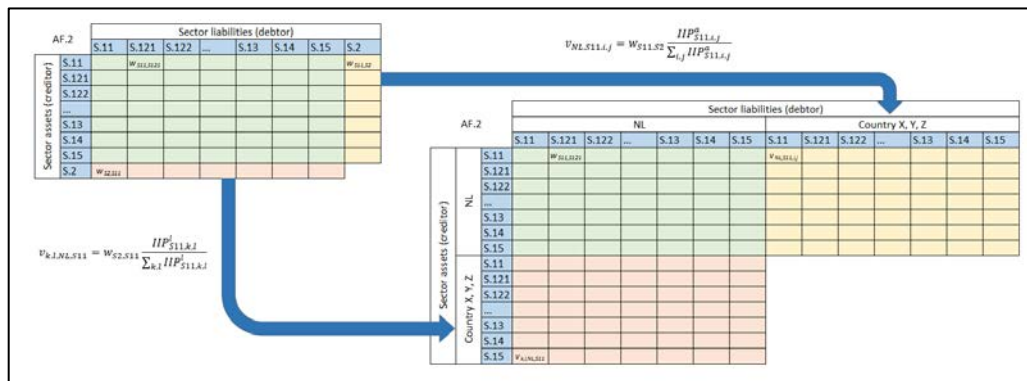 Sector liabilities (debtor)
AF.2
S.11 S.121 S.122 ... S.13 S.14 S.15 S.2
Sector assets (creditor)
S.11 w_{S11,S121} w_{S11,S2}
S.121
S.122
...
S.13
S.14
S.15
S.2 w_{S2,S11}
v_{NL,S11,i,j} = w_{S11,S2} \frac{IIP^a_{S11,i,j}}{\sum_{i,j} IIP^a_{S11,i,j}}
v_{k,l,NL,S11} = w_{S2,S11} \frac{IIP^l_{S11,k,l}}{\sum_{k,l} IIP^l_{S11,k,l}}
Sector liabilities (debtor)
AF.2
NL Country X, Y, Z
S.11 S.121 S.122 ... S.13 S.14 S.15 S.11 S.121 S.122 ... S.13 S.14 S.15
Sector assets (creditor)
NL
S.11 w_{S11,S121} v_{NL,S11,i,j}
S.121
S.122
...
S.13
S.14
S.15
Country X, Y, Z
S.11
S.121
S.122
...
S.13
S.14
S.15 v_{k,l,NL,S11}